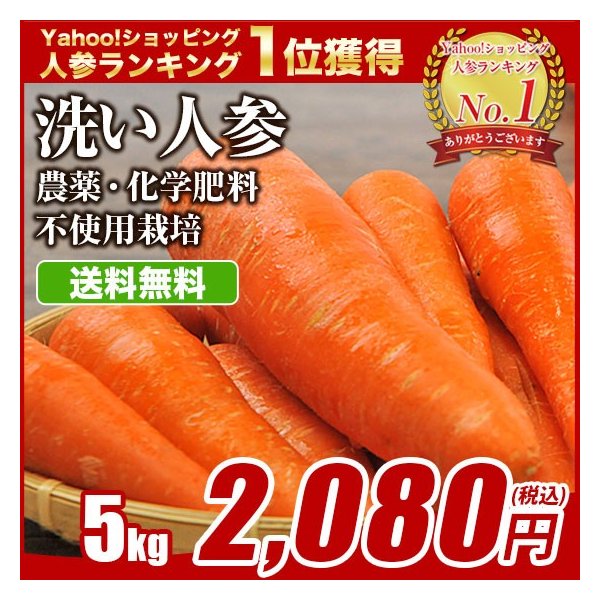 Yahoo!ショッピング
人参ランキング
1位獲得
Yahoo!ショッピング
人参ランキング
No.1
ありがとうございます
洗い人参
農薬・化学肥料
不使用栽培
送料無料
5kg 2,080円(税込)